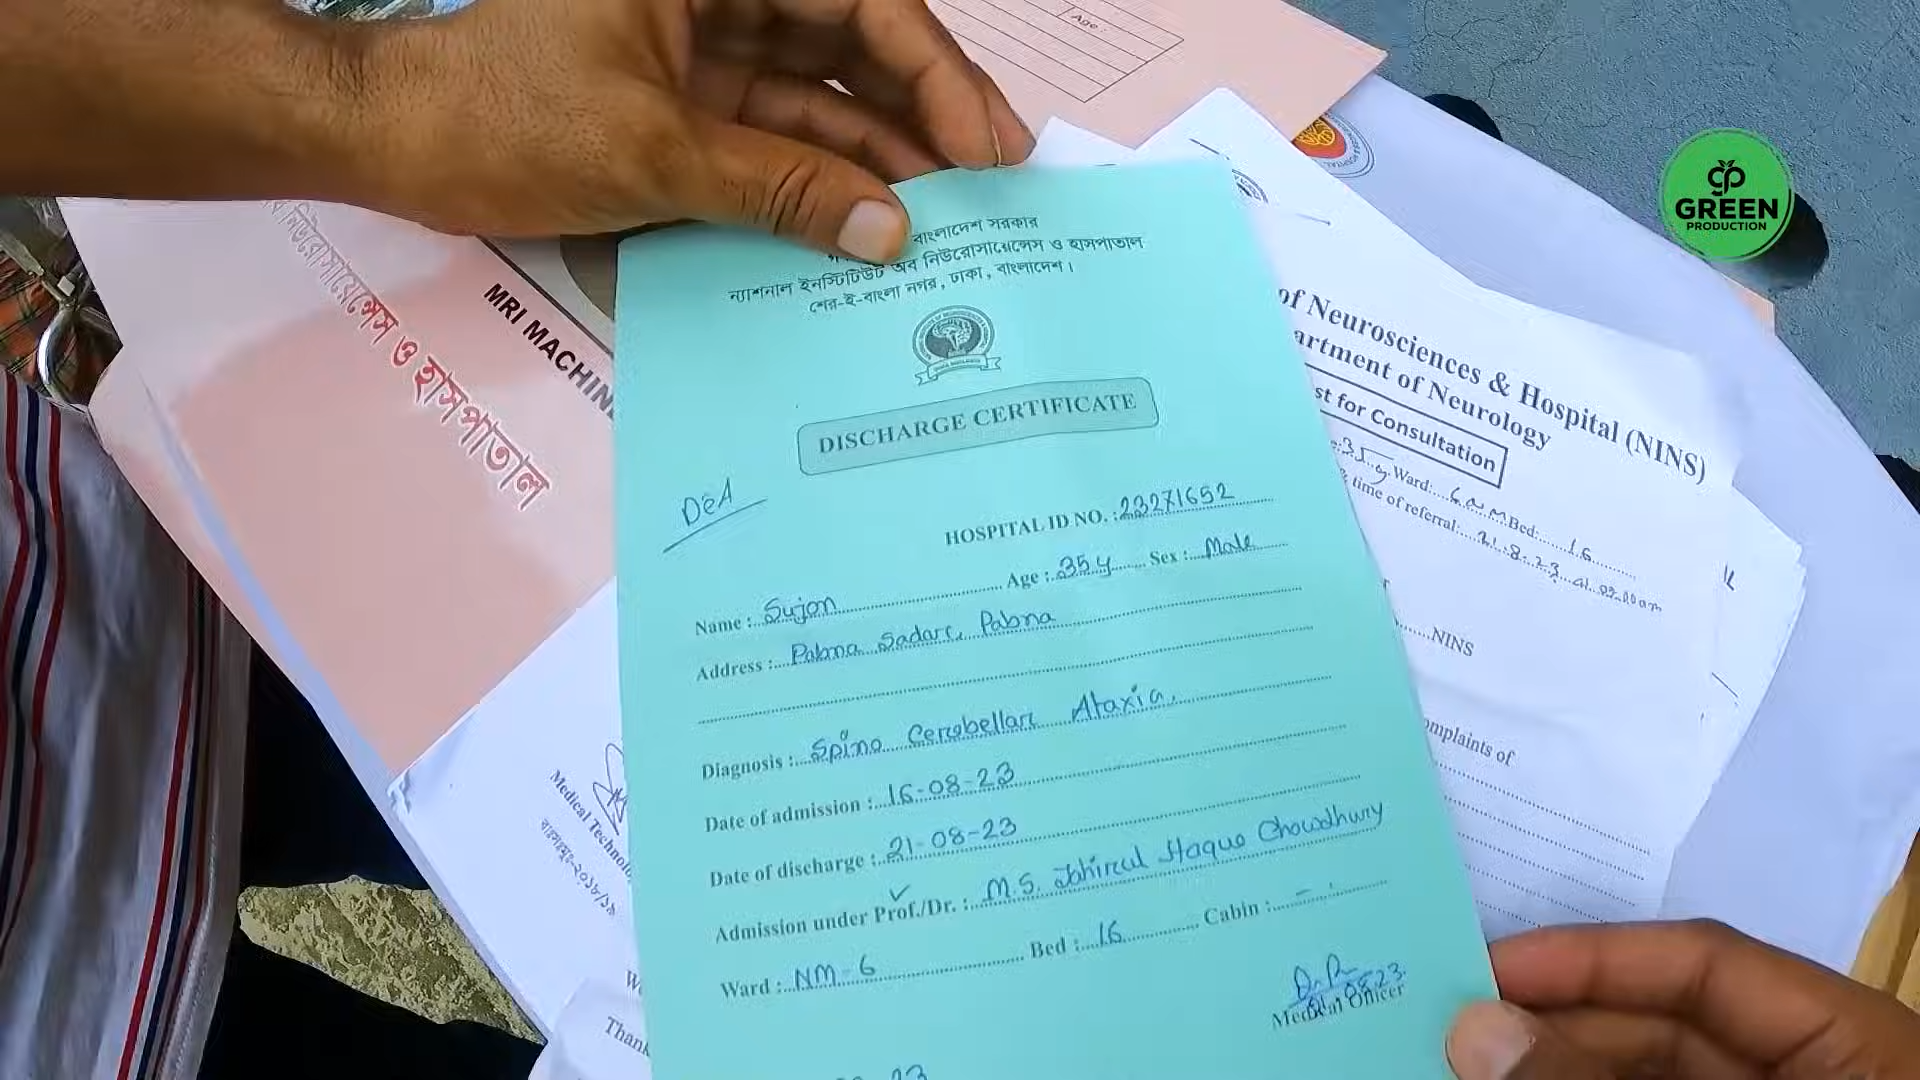 Age :
GREEN
PRODUCTION
বাংলাদেশ সরকার
ন্যাশনাল ইনস্টিটিউট অব নিউরোসায়েন্সেস ও হাসপাতাল
শের-ই-বাংলা নগর, ঢাকা, বাংলাদেশ।
DISCHARGE CERTIFICATE
HOSPITAL ID NO. : 23271652
Name : Sujon Age : 35y Sex : Male
Address : Pabna Sadar, Pabna
Diagnosis : Spino Cerebellar Ataxia.
Date of admission : 16-08-23
Date of discharge : 21-08-23
Admission under Prof./Dr. : M.S. Jahirul Haque Chowdhury
Ward : NM-6 Bed : 16 Cabin : -
Medical Officer
নিউরোসায়েন্সেস ও হাসপাতাল
MRI MACHINE
Medical Technolo
Thank
of Neurosciences & Hospital (NINS)
artment of Neurology
st for Consultation
Ward: Bed: 16
time of referral: 21.8.23
NINS
omplaints of